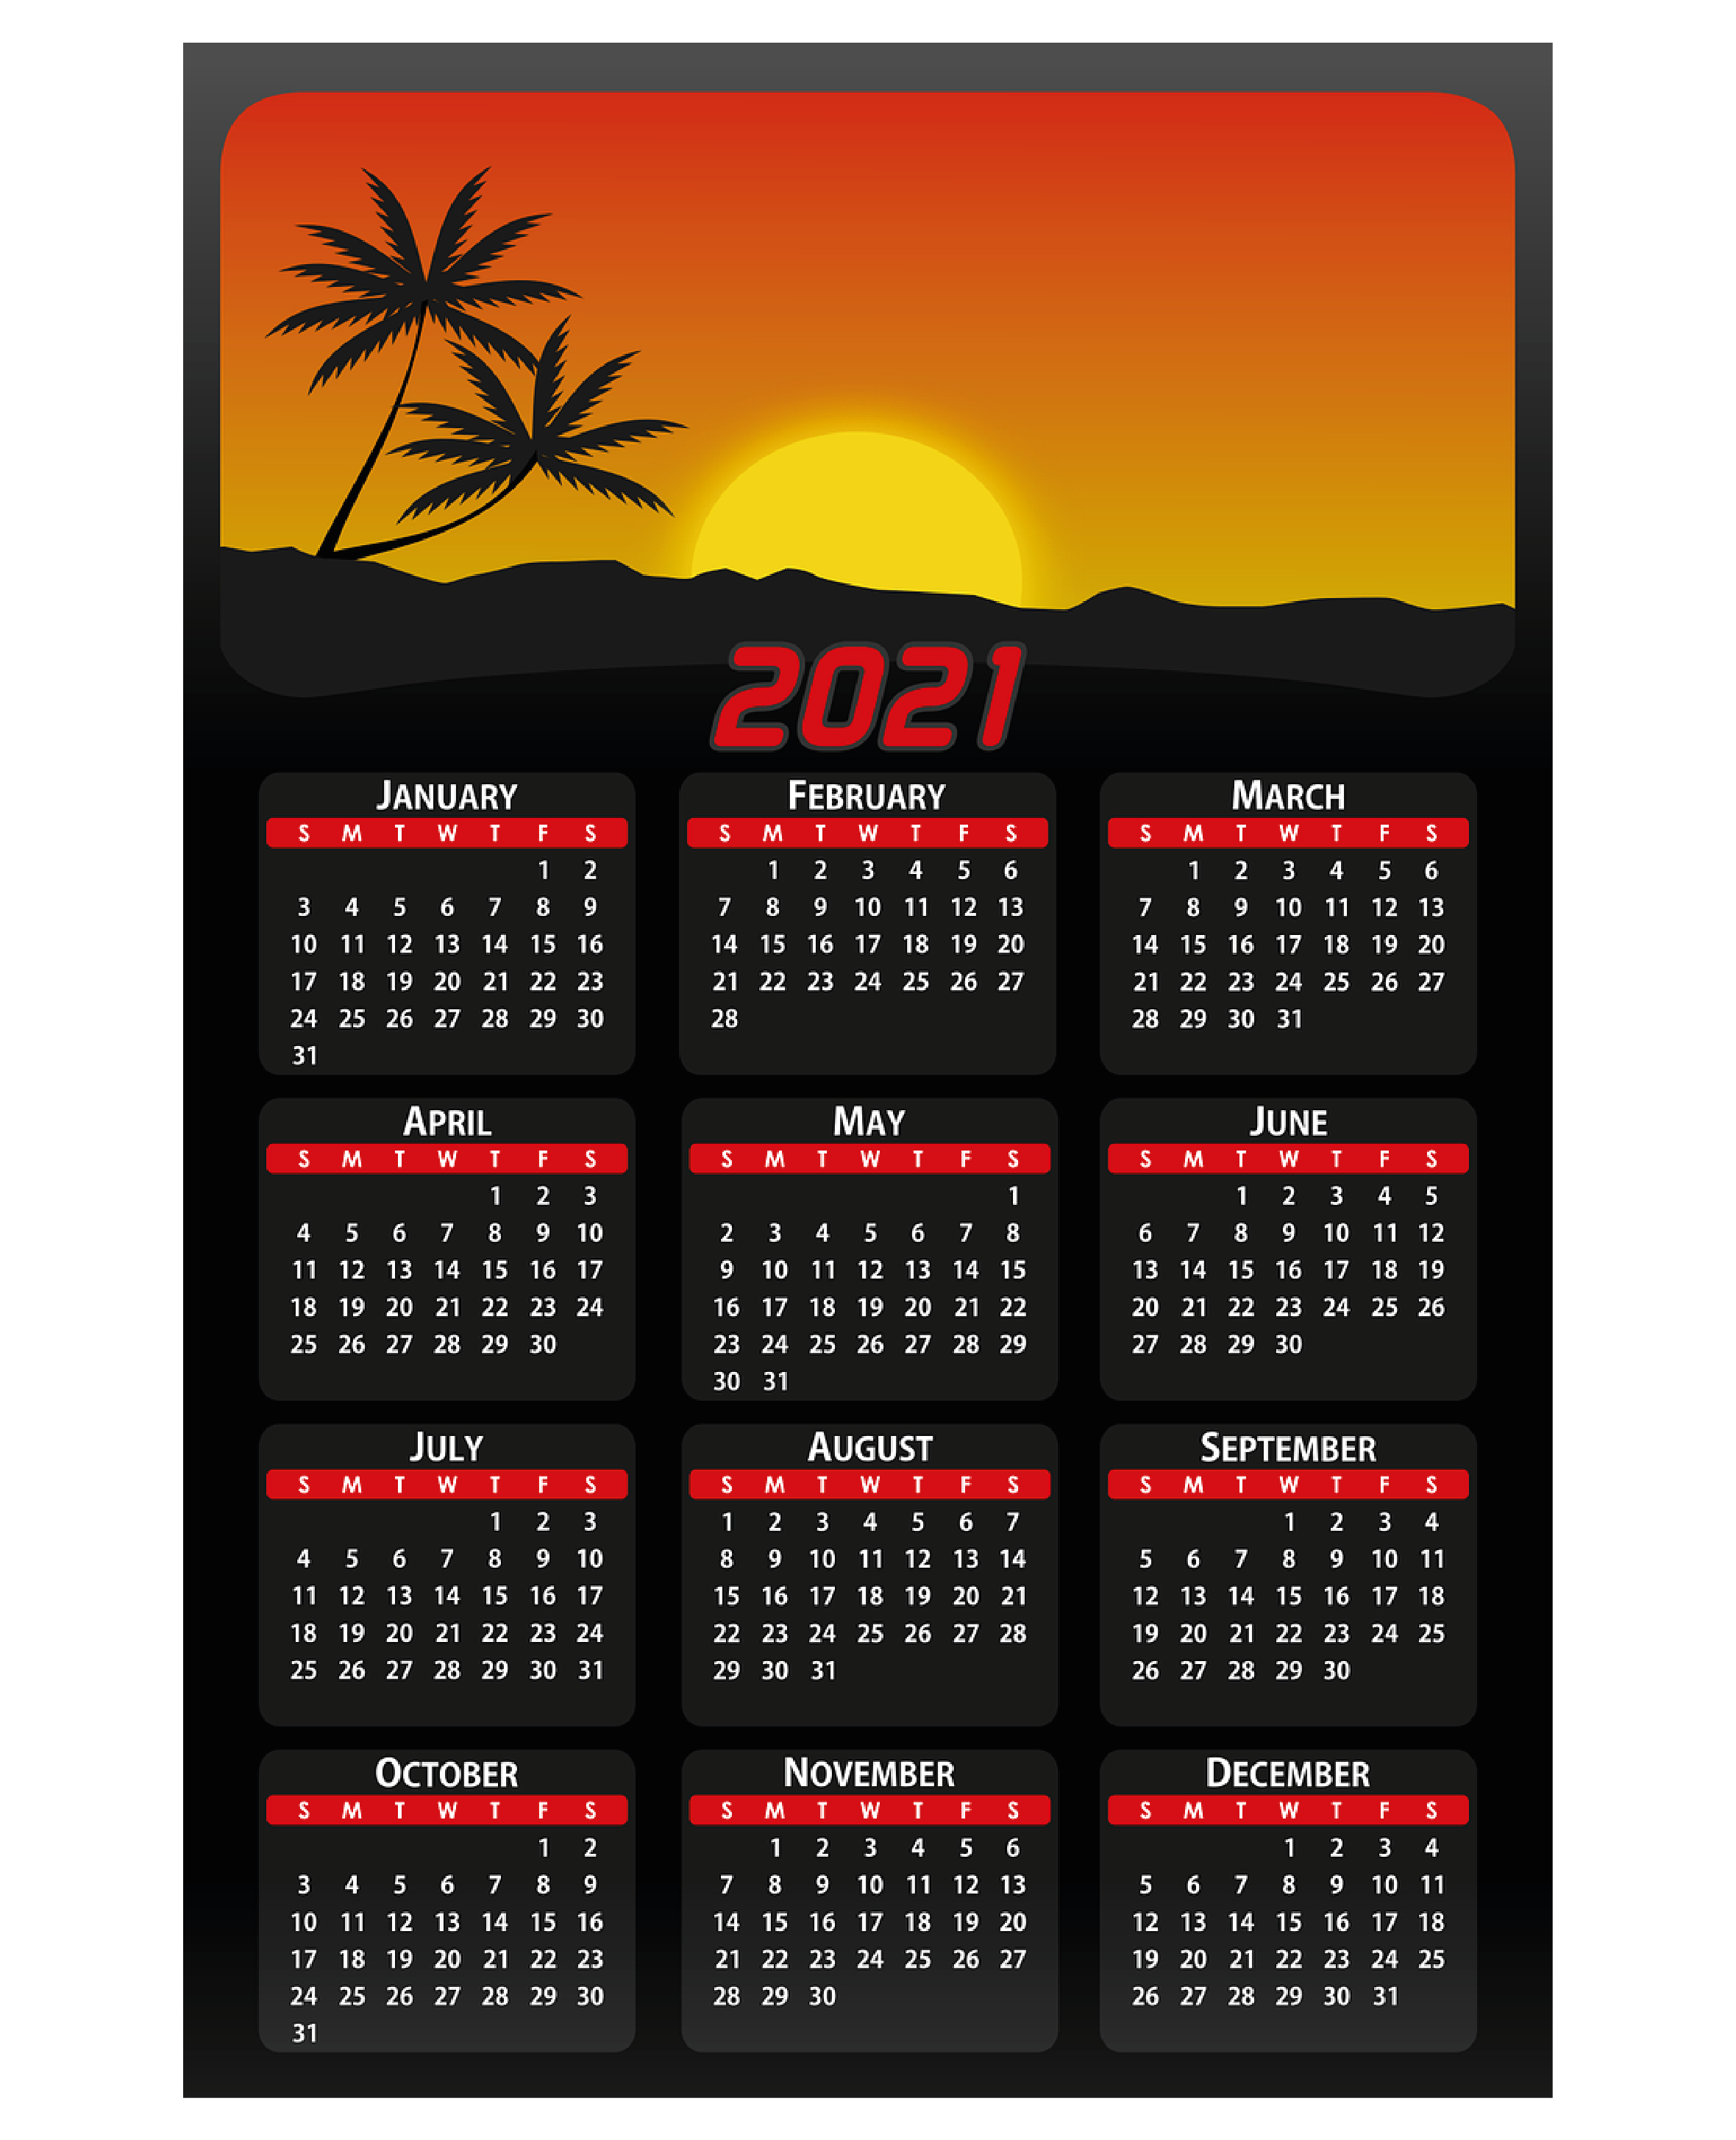 2021
JANUARY
S M T W T F S
1 2
3 4 5 6 7 8 9
10 11 12 13 14 15 16
17 18 19 20 21 22 23
24 25 26 27 28 29 30
31
FEBRUARY
S M T W T F S
1 2 3 4 5 6
7 8 9 10 11 12 13
14 15 16 17 18 19 20
21 22 23 24 25 26 27
28
MARCH
S M T W T F S
1 2 3 4 5 6
7 8 9 10 11 12 13
14 15 16 17 18 19 20
21 22 23 24 25 26 27
28 29 30 31
APRIL
S M T W T F S
1 2 3
4 5 6 7 8 9 10
11 12 13 14 15 16 17
18 19 20 21 22 23 24
25 26 27 28 29 30
MAY
S M T W T F S
1
2 3 4 5 6 7 8
9 10 11 12 13 14 15
16 17 18 19 20 21 22
23 24 25 26 27 28 29
30 31
JUNE
S M T W T F S
1 2 3 4 5
6 7 8 9 10 11 12
13 14 15 16 17 18 19
20 21 22 23 24 25 26
27 28 29 30
JULY
S M T W T F S
1 2 3
4 5 6 7 8 9 10
11 12 13 14 15 16 17
18 19 20 21 22 23 24
25 26 27 28 29 30 31
AUGUST
S M T W T F S
1 2 3 4 5 6 7
8 9 10 11 12 13 14
15 16 17 18 19 20 21
22 23 24 25 26 27 28
29 30 31
SEPTEMBER
S M T W T F S
1 2 3 4
5 6 7 8 9 10 11
12 13 14 15 16 17 18
19 20 21 22 23 24 25
26 27 28 29 30
OCTOBER
S M T W T F S
1 2
3 4 5 6 7 8 9
10 11 12 13 14 15 16
17 18 19 20 21 22 23
24 25 26 27 28 29 30
31
NOVEMBER
S M T W T F S
1 2 3 4 5 6
7 8 9 10 11 12 13
14 15 16 17 18 19 20
21 22 23 24 25 26 27
28 29 30
DECEMBER
S M T W T F S
1 2 3 4
5 6 7 8 9 10 11
12 13 14 15 16 17 18
19 20 21 22 23 24 25
26 27 28 29 30 31